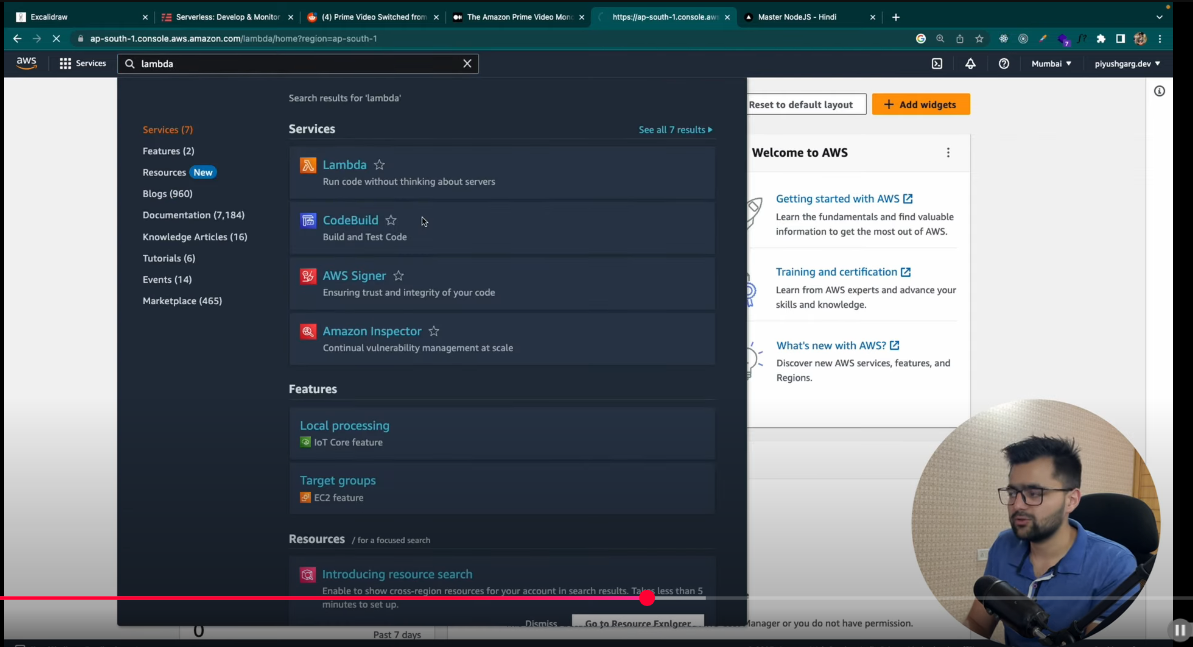 Excalidraw
Serverless: Develop & Monitor
(4) Prime Video Switched from
The Amazon Prime Video Mono
https://ap-south-1.console.aws
Master NodeJS - Hindi
ap-south-1.console.aws.amazon.com/lambda/home?region=ap-south-1
aws
Services
lambda
Mumbai
piyushgarg.dev
Search results for 'lambda'
Reset to default layout
Add widgets
Services (7)
Features (2)
Resources New
Blogs (960)
Documentation (7,184)
Knowledge Articles (16)
Tutorials (6)
Events (14)
Marketplace (465)
Services
See all 7 results
Lambda
Run code without thinking about servers
CodeBuild
Build and Test Code
AWS Signer
Ensuring trust and integrity of your code
Amazon Inspector
Continual vulnerability management at scale
Features
Local processing
IoT Core feature
Target groups
EC2 feature
Resources / for a focused search
Introducing resource search
Enable to show cross-region resources for your account in search results. Takes less than 5
minutes to set up.
Dismiss
Go to Resource Explorer
Welcome to AWS
Getting started with AWS
Learn the fundamentals and find valuable
information to get the most out of AWS.
Training and certification
Learn from AWS experts and advance your
skills and knowledge.
What's new with AWS?
Discover new AWS services, features, and
Regions.
0
Past 7 days
Manager or you do not have permission.